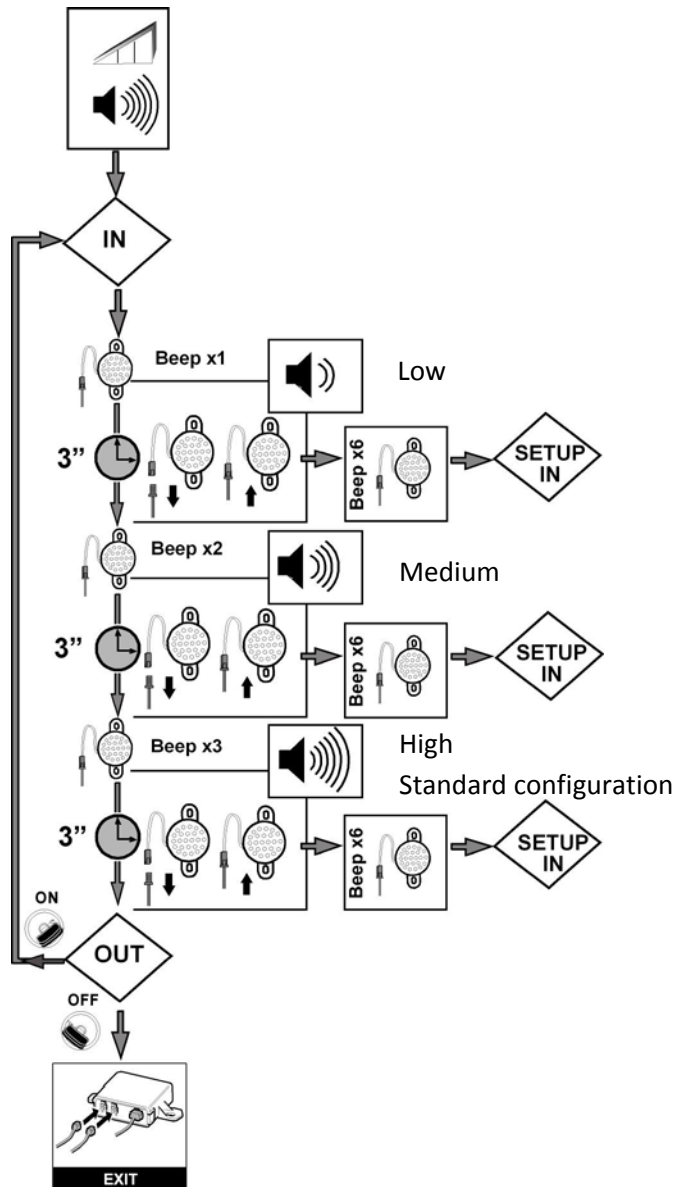 IN
Beep x1
Low
3”
Beep x6
SETUP
IN
Beep x2
Medium
3”
Beep x6
SETUP
IN
Beep x3
High
Standard configuration
3”
Beep x6
SETUP
IN
ON
OUT
OFF
EXIT